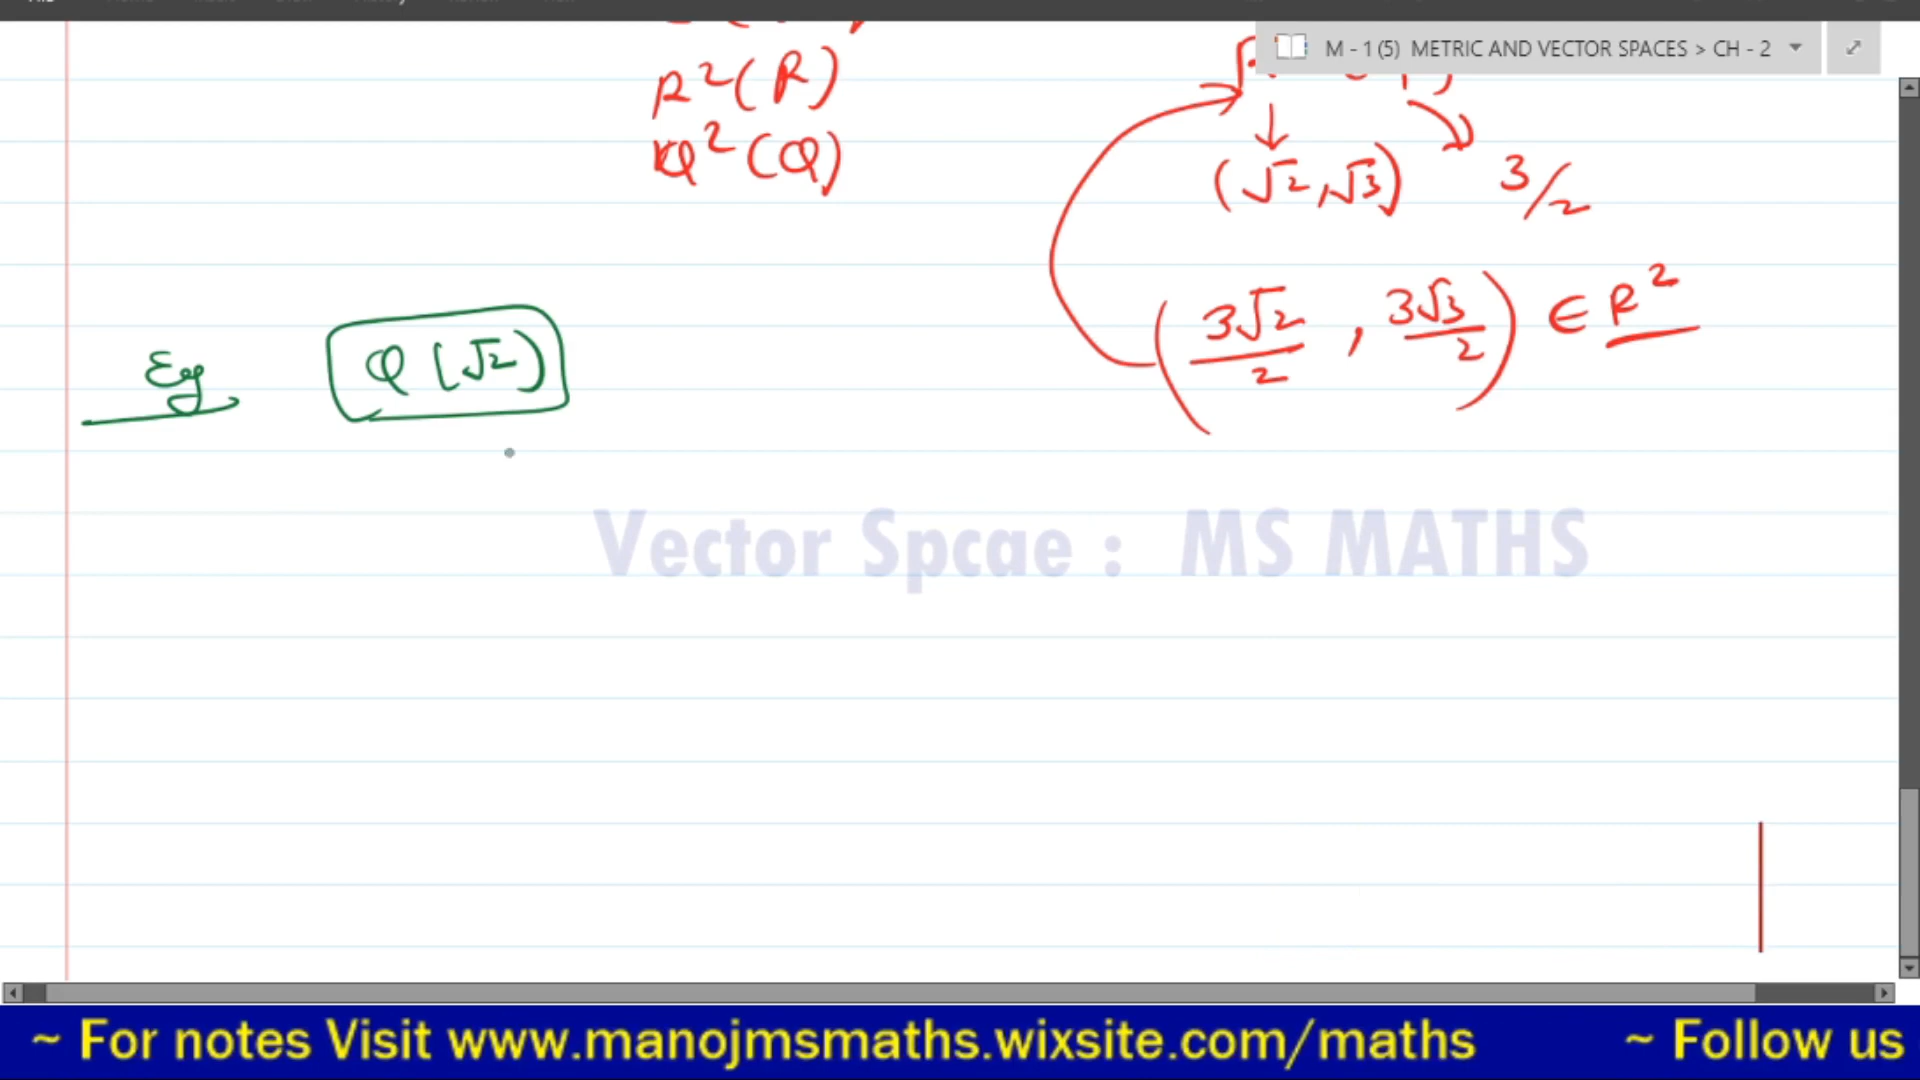 M - 1 (5) METRIC AND VECTOR SPACES > CH - 2
R²(R)
Q²(Q)
(√2, √3) 3/2
(3√2/2, 3√3/2) ∈ R²
Eg Q(√2)
Vector Spcae : MS MATHS
~ For notes Visit www.manojmsmaths.wixsite.com/maths ~ Follow us